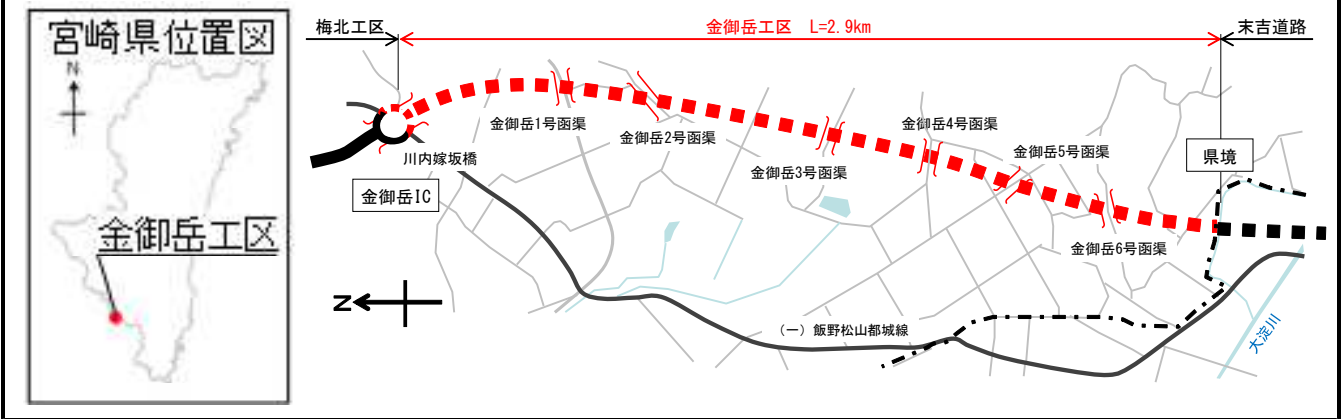 宮崎県位置図
N
金御岳工区
梅北工区
金御岳工区 L=2.9km
末吉道路
金御岳1号函渠
金御岳2号函渠
金御岳3号函渠
金御岳4号函渠
金御岳5号函渠
金御岳6号函渠
川内嫁坂橋
金御岳IC
県境
N
(一) 飯野松山都城線
大淀川